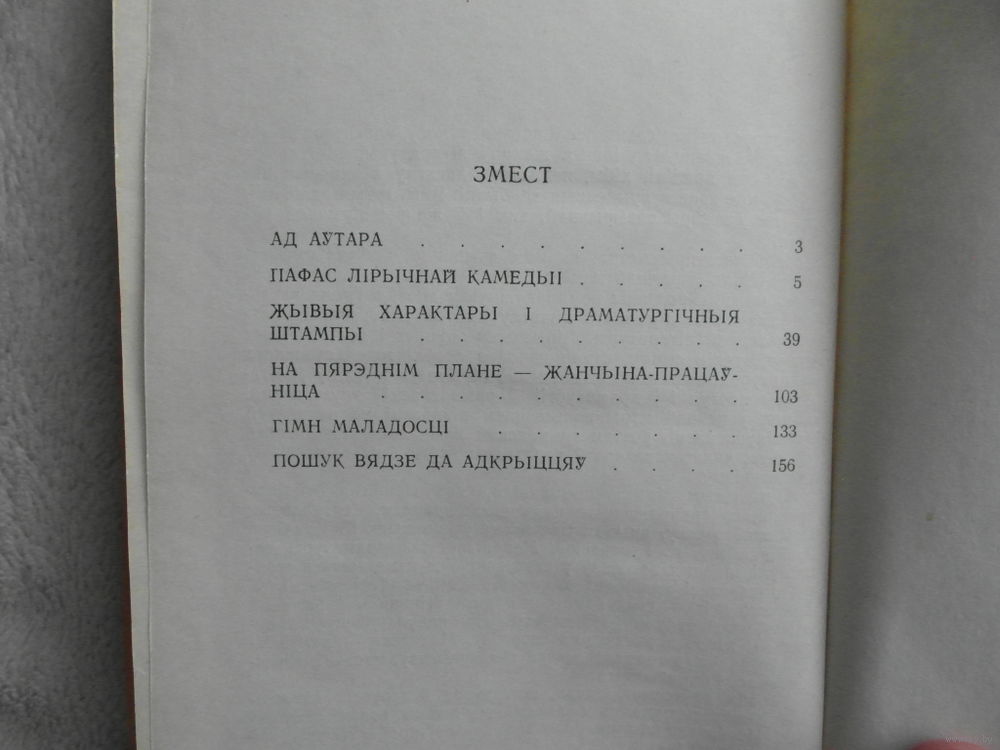 ЗМЕСТ
АД АЎТАРА . . . . . . . . . 3
ПАФАС ЛІРЫЧНАЙ КАМЕДЫІ . . . . . 5
ЖЫВЫЯ ХАРАКТАРЫ І ДРАМАТУРГІЧНЫЯ
ШТАМПЫ . . . . . . . . . 39
НА ПЯРЭДНІМ ПЛАНЕ — ЖАНЧЫНА-ПРАЦАЎ-
НІЦА . . . . . . . . . . 103
ГІМН МАЛАДОСЦІ . . . . . . . 133
ПОШУК ВЯДЗЕ ДА АДКРЫЦЦЯЎ . . . . 156